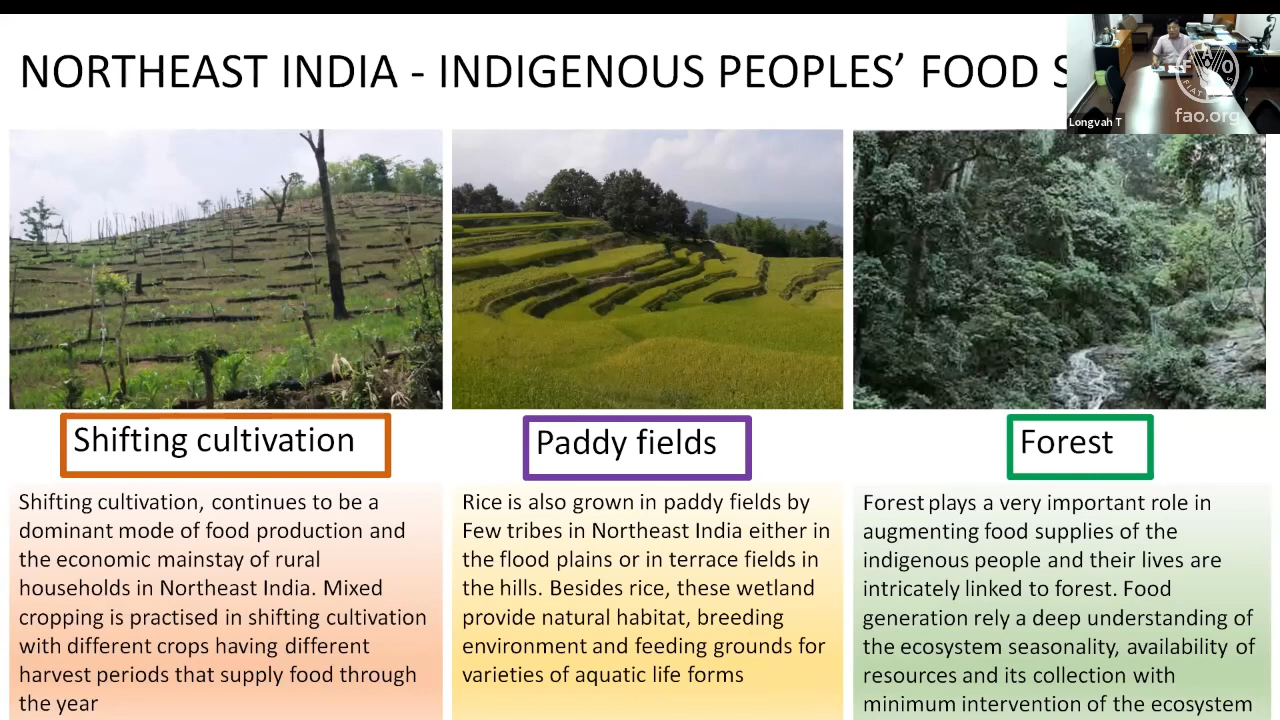 NORTHEAST INDIA - INDIGENOUS PEOPLES’ FOOD S
Longvah T
FAO
FIAT PANIS
fao.org
Shifting cultivation
Shifting cultivation, continues to be a
dominant mode of food production and
the economic mainstay of rural
households in Northeast India. Mixed
cropping is practised in shifting cultivation
with different crops having different
harvest periods that supply food through
the year
Paddy fields
Rice is also grown in paddy fields by
Few tribes in Northeast India either in
the flood plains or in terrace fields in
the hills. Besides rice, these wetland
provide natural habitat, breeding
environment and feeding grounds for
varieties of aquatic life forms
Forest
Forest plays a very important role in
augmenting food supplies of the
indigenous people and their lives are
intricately linked to forest. Food
generation rely a deep understanding of
the ecosystem seasonality, availability of
resources and its collection with
minimum intervention of the ecosystem